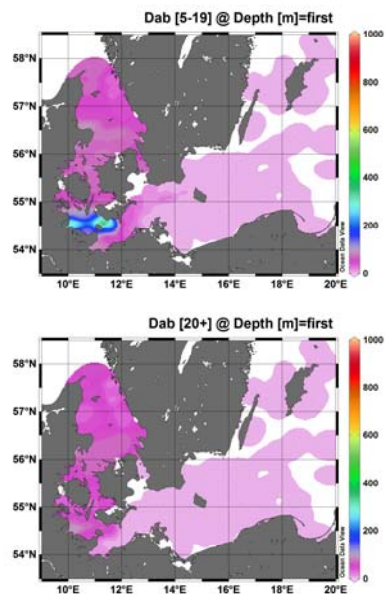 Dab [5-19] @ Depth [m]=first
58°N
57°N
56°N
55°N
54°N
10°E 12°E 14°E 16°E 18°E 20°E
1000
800
600
400
200
0
Ocean Data View
Dab [20+] @ Depth [m]=first
58°N
57°N
56°N
55°N
54°N
10°E 12°E 14°E 16°E 18°E 20°E
1000
800
600
400
200
0
Ocean Data View